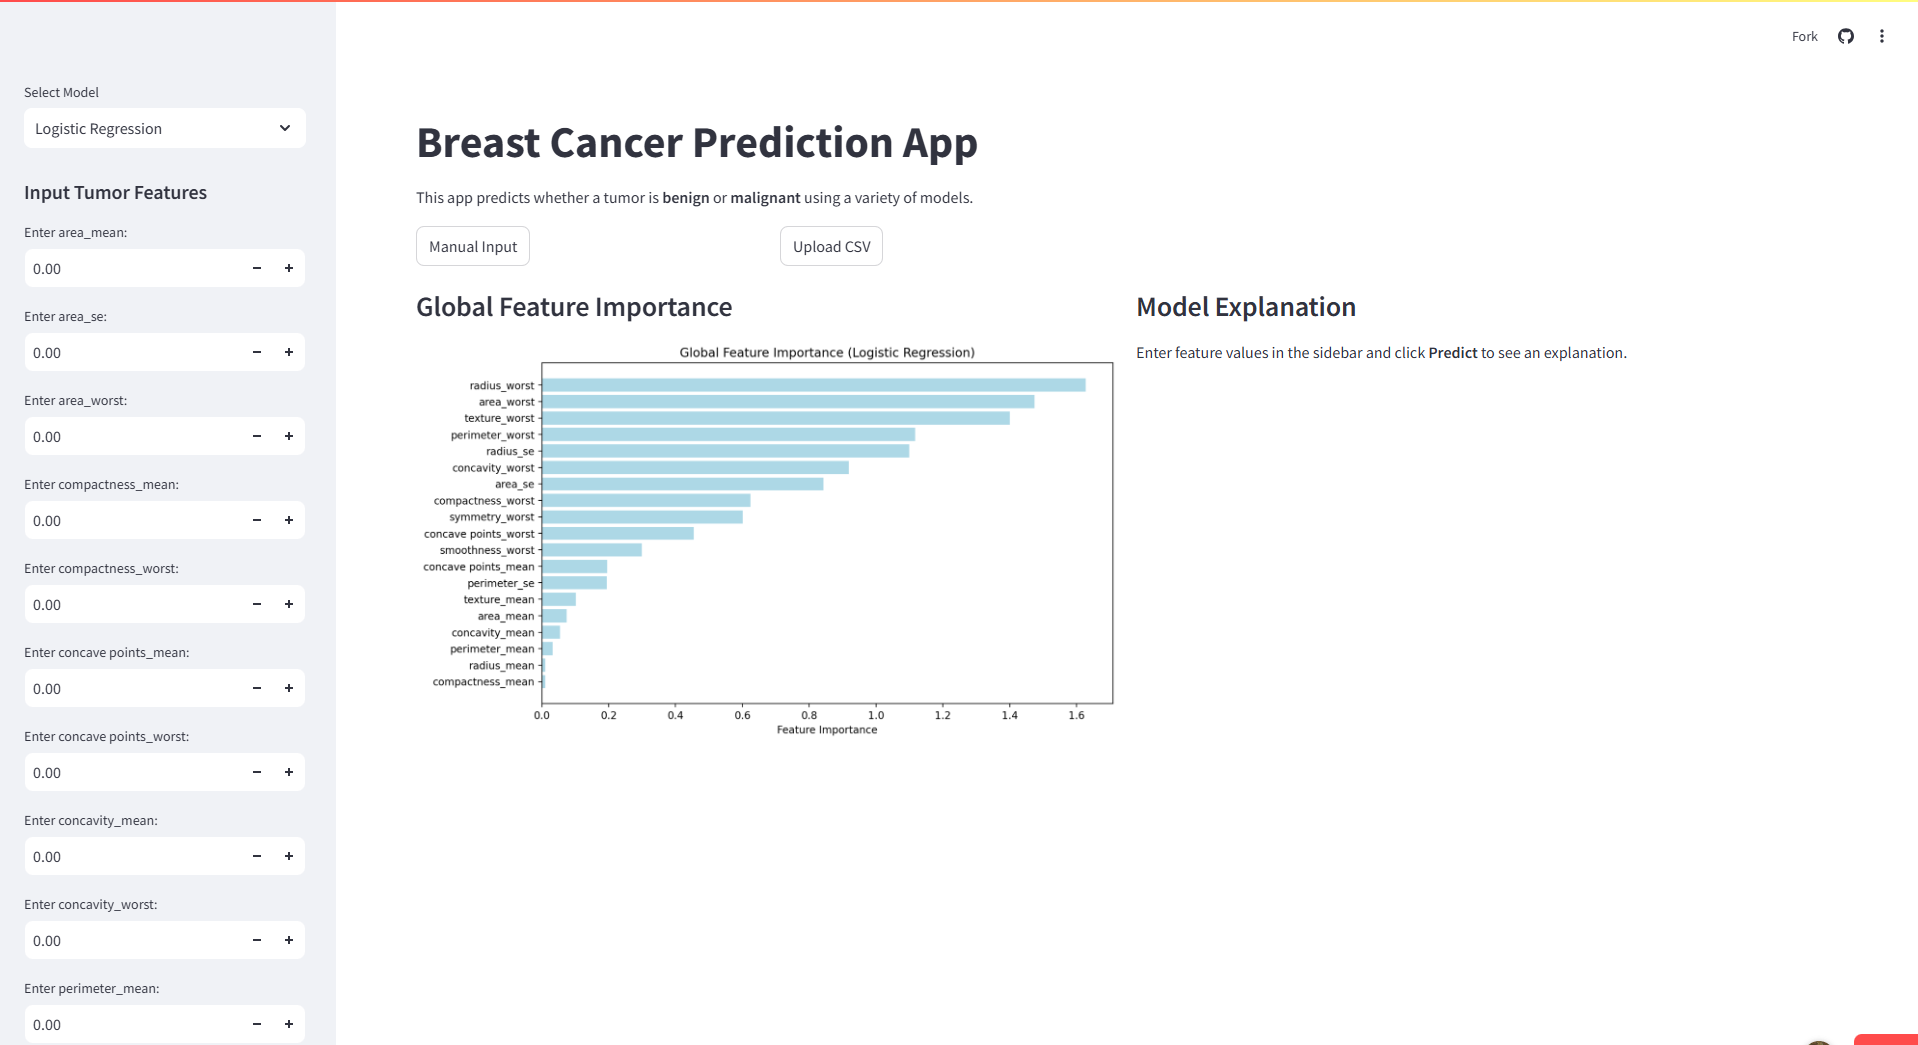 Fork
Select Model
Logistic Regression
Input Tumor Features
Enter area_mean:
0.00
Enter area_se:
0.00
Enter area_worst:
0.00
Enter compactness_mean:
0.00
Enter compactness_worst:
0.00
Enter concave points_mean:
0.00
Enter concave points_worst:
0.00
Enter concavity_mean:
0.00
Enter concavity_worst:
0.00
Enter perimeter_mean:
0.00
Breast Cancer Prediction App
This app predicts whether a tumor is benign or malignant using a variety of models.
Manual Input
Upload CSV
Global Feature Importance
Global Feature Importance (Logistic Regression)
radius_worst
area_worst
texture_worst
perimeter_worst
radius_se
concavity_worst
area_se
compactness_worst
symmetry_worst
concave points_worst
smoothness_worst
concave points_mean
perimeter_se
texture_mean
area_mean
concavity_mean
perimeter_mean
radius_mean
compactness_mean
0.0 0.2 0.4 0.6 0.8 1.0 1.2 1.4 1.6
Feature Importance
Model Explanation
Enter feature values in the sidebar and click Predict to see an explanation.